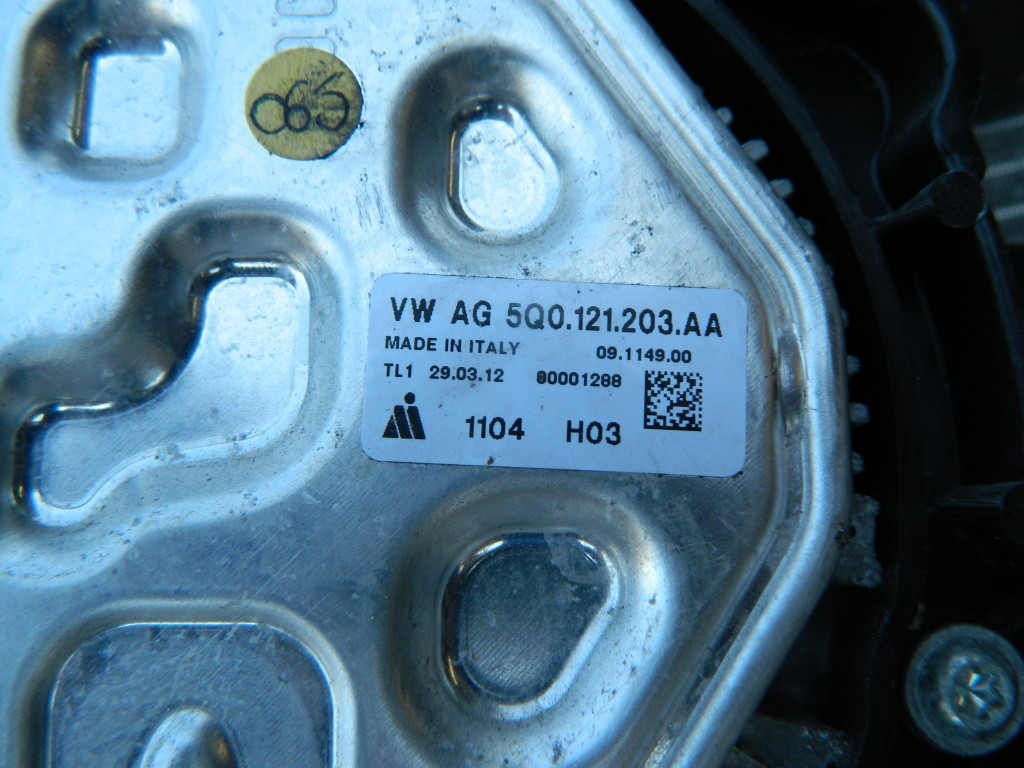 065
VW AG 5Q0.121.203.AA
MADE IN ITALY 09.1149.00
TL1 29.03.12 80001288
1104 H03